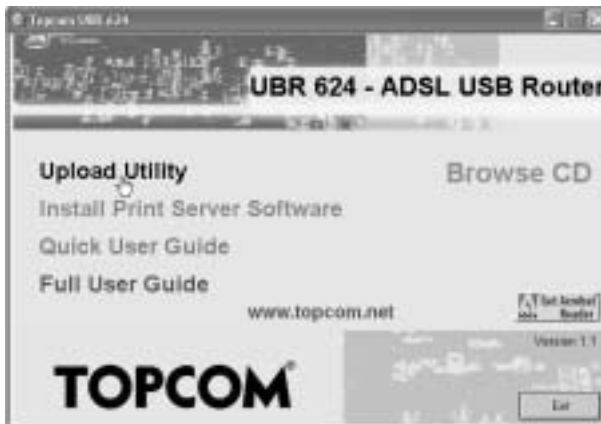 Topcom UBR 624
UBR 624 - ADSL USB Router
Upload Utility
Browse CD
Install Print Server Software
Quick User Guide
Full User Guide
www.topcom.net
Get Acrobat
Reader
Version 1.1
TOPCOM®
Exit